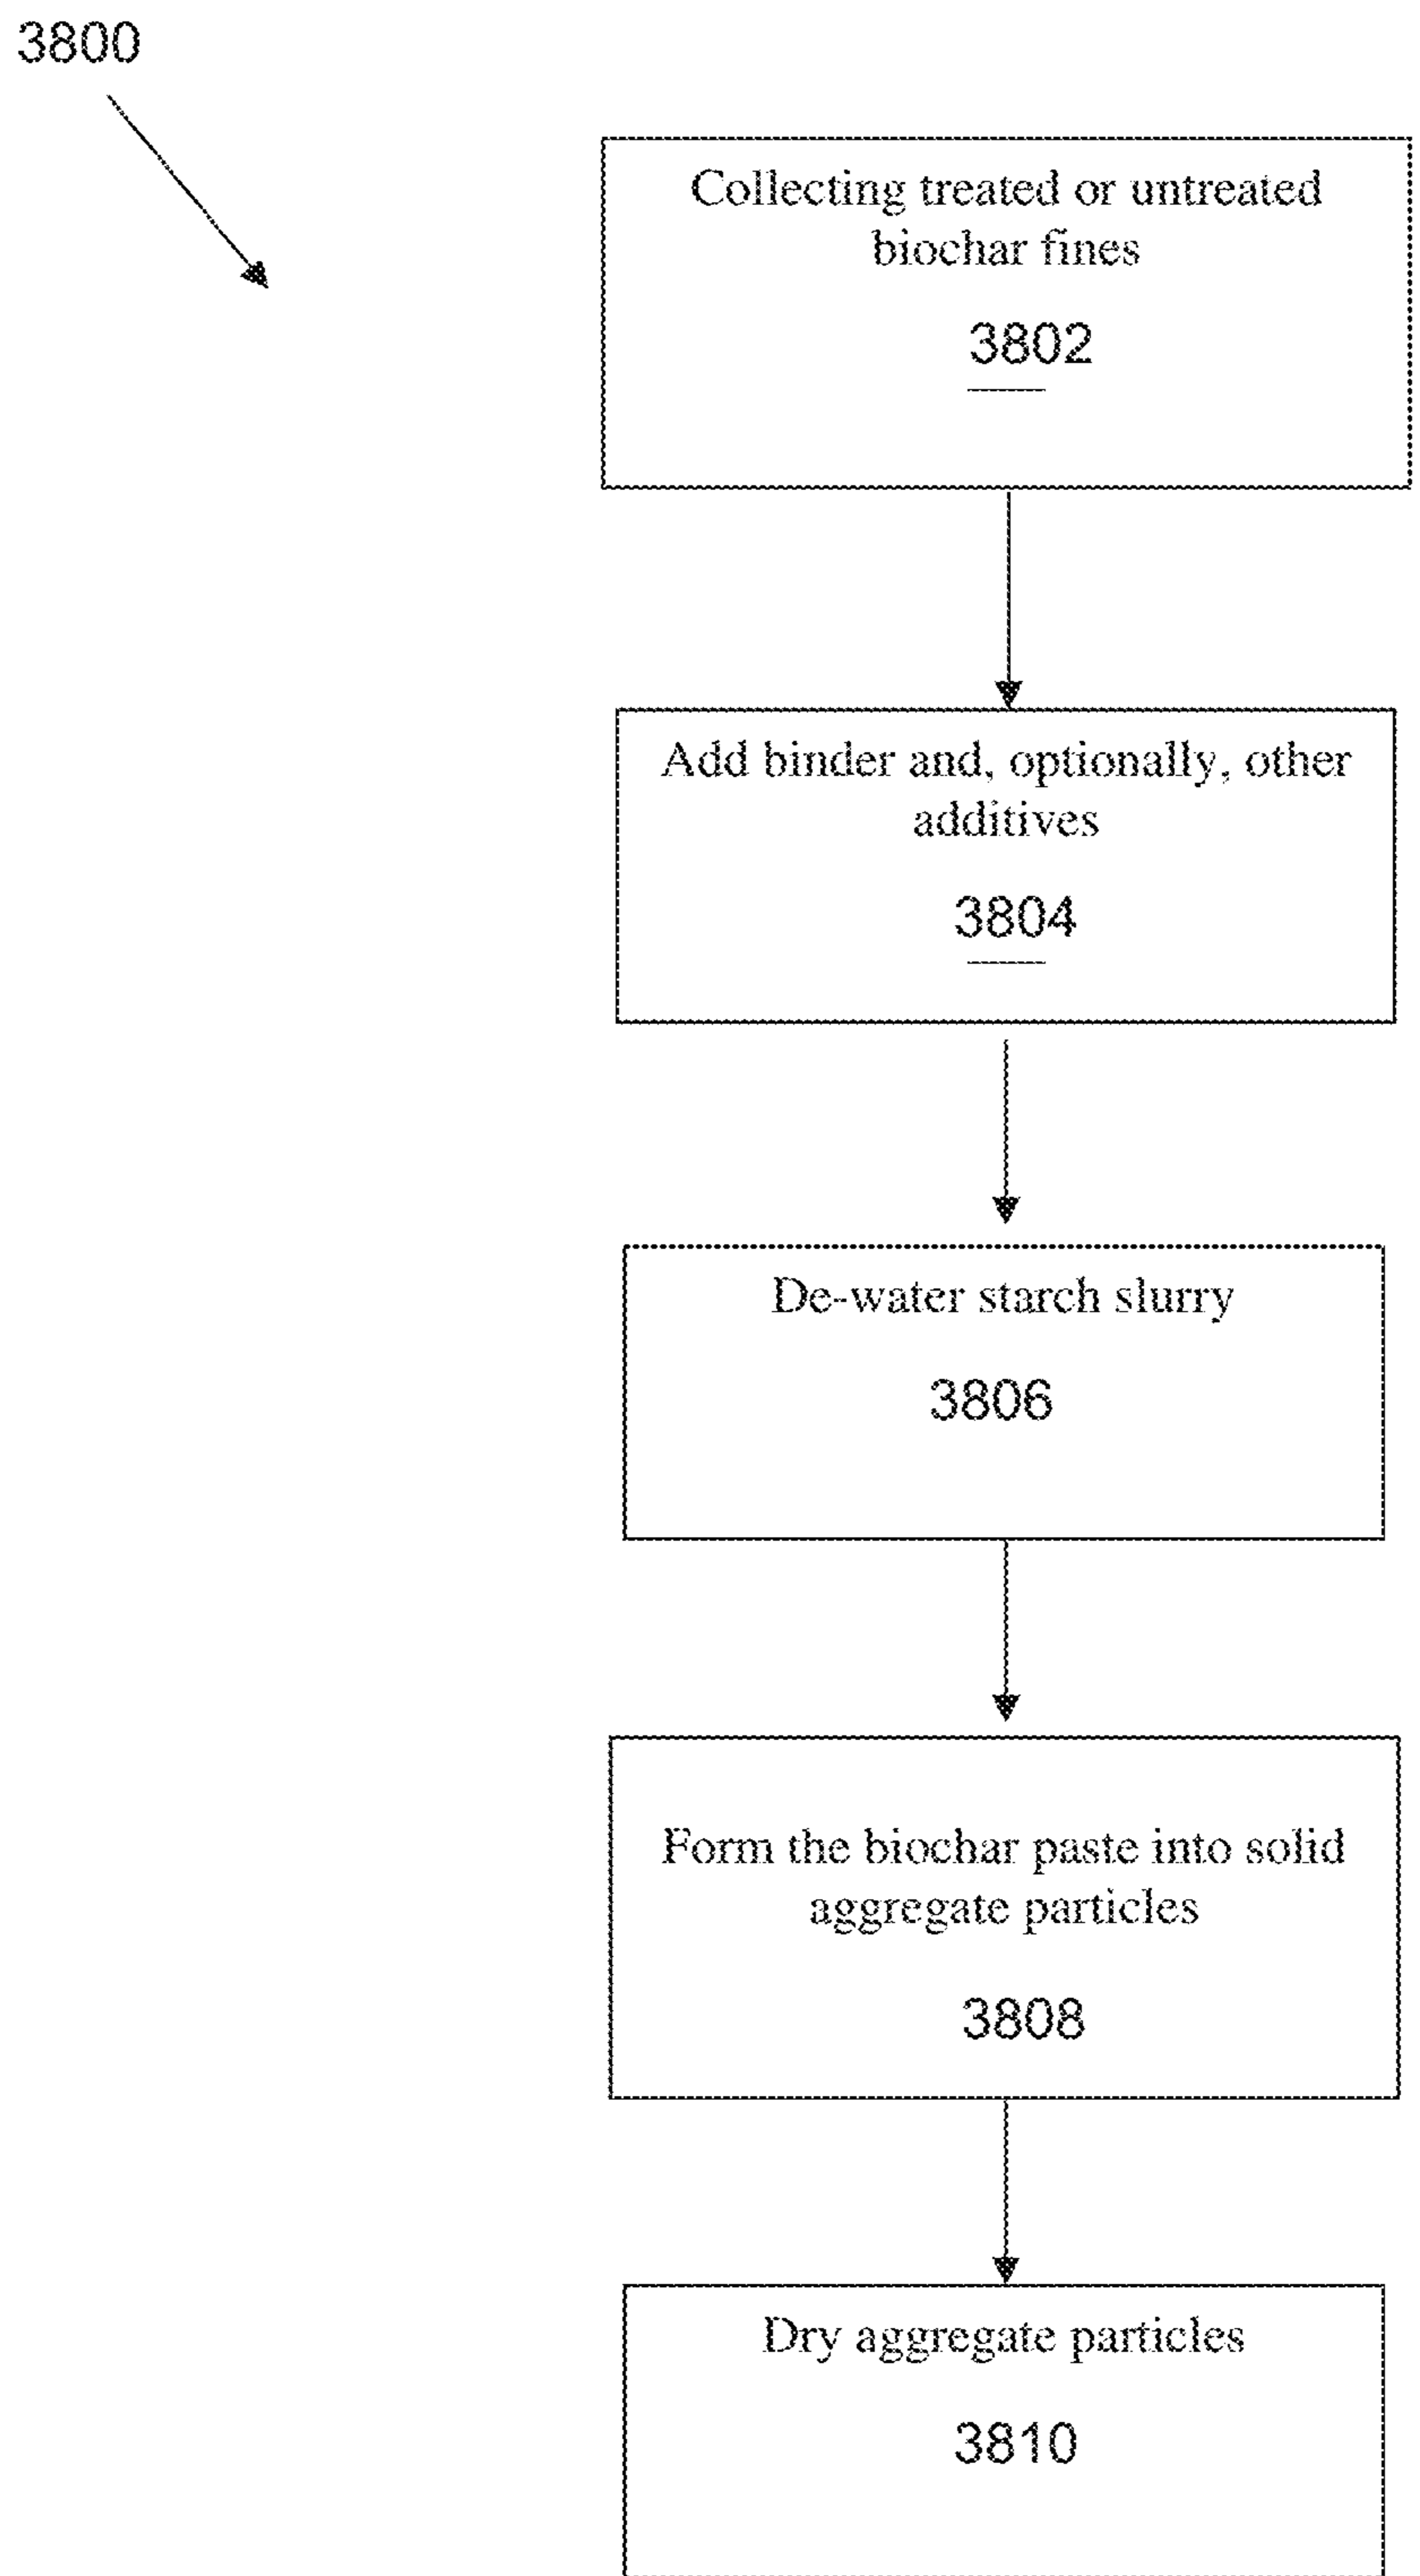 3800
Collecting treated or untreated
biochar fines
3802
Add binder and, optionally, other
additives
3804
De-water starch slurry
3806
Form the biochar paste into solid
aggregate particles
3808
Dry aggregate particles
3810